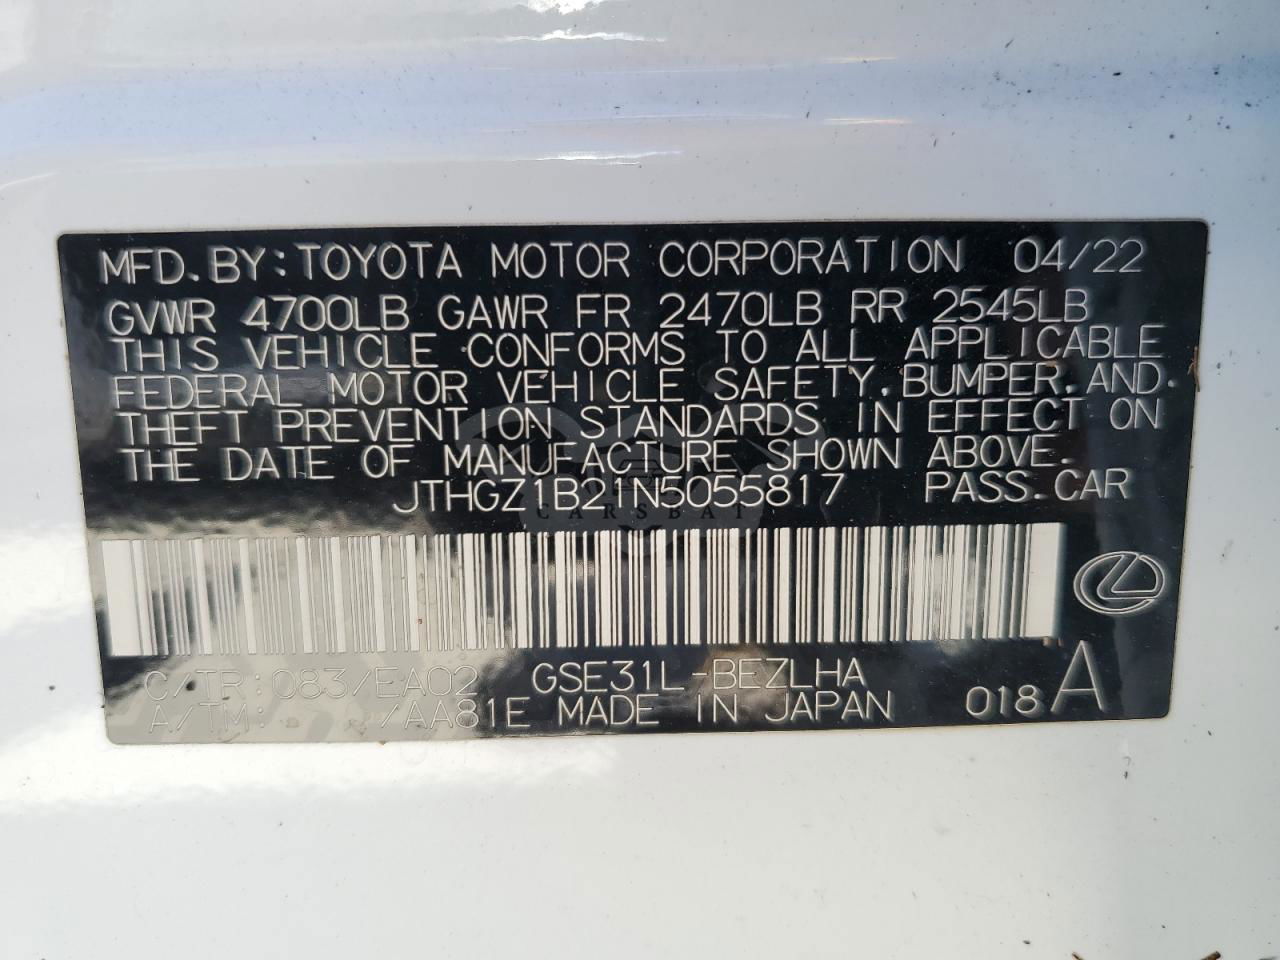 MFD.BY:TOYOTA MOTOR CORPORATION 04/22
GVWR 4700LB GAWR FR 2470LB RR 2545LB
THIS VEHICLE CONFORMS TO ALL APPLICABLE
FEDERAL MOTOR VEHICLE SAFETY,BUMPER,AND.
THEFT PREVENTION STANDARDS IN EFFECT ON
THE DATE OF MANUFACTURE SHOWN ABOVE.
JTHGZ1B21N5055817 PASS.CAR
CARSBAT
C/TR:083/EA02 GSE31L-BEZLHA
A/TM: /AA81E MADE IN JAPAN 018 A